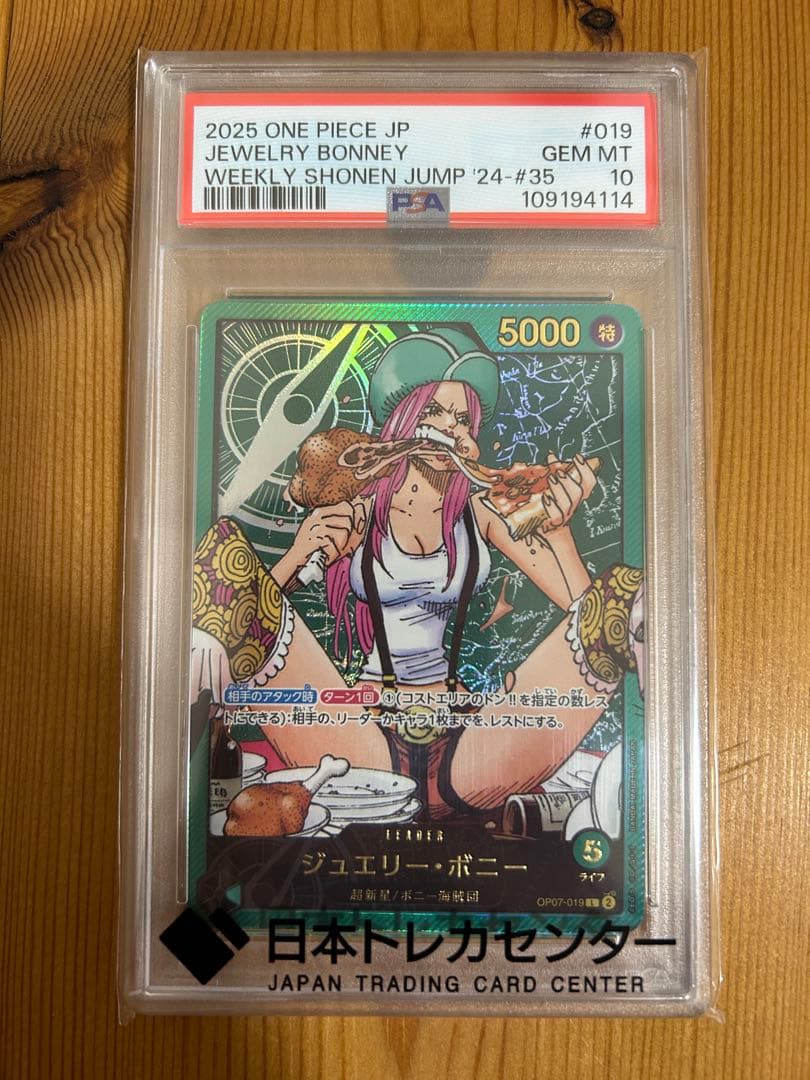 2025 ONE PIECE JP #019
JEWELRY BONNEY GEM MT
WEEKLY SHONEN JUMP '24-#35 10
PSA 109194114
5000 特
相手のアタック時 ターン1回 ①(コストエリアのドン!!を指定の数レス
トにできる):相手の、リーダーかキャラ1枚までを、レストにする。
LEADER
ジュエリー・ボニー
超新星/ボニー海賊団
5
ライフ
OP07-019 L 2
日本トレカセンター
JAPAN TRADING CARD CENTER